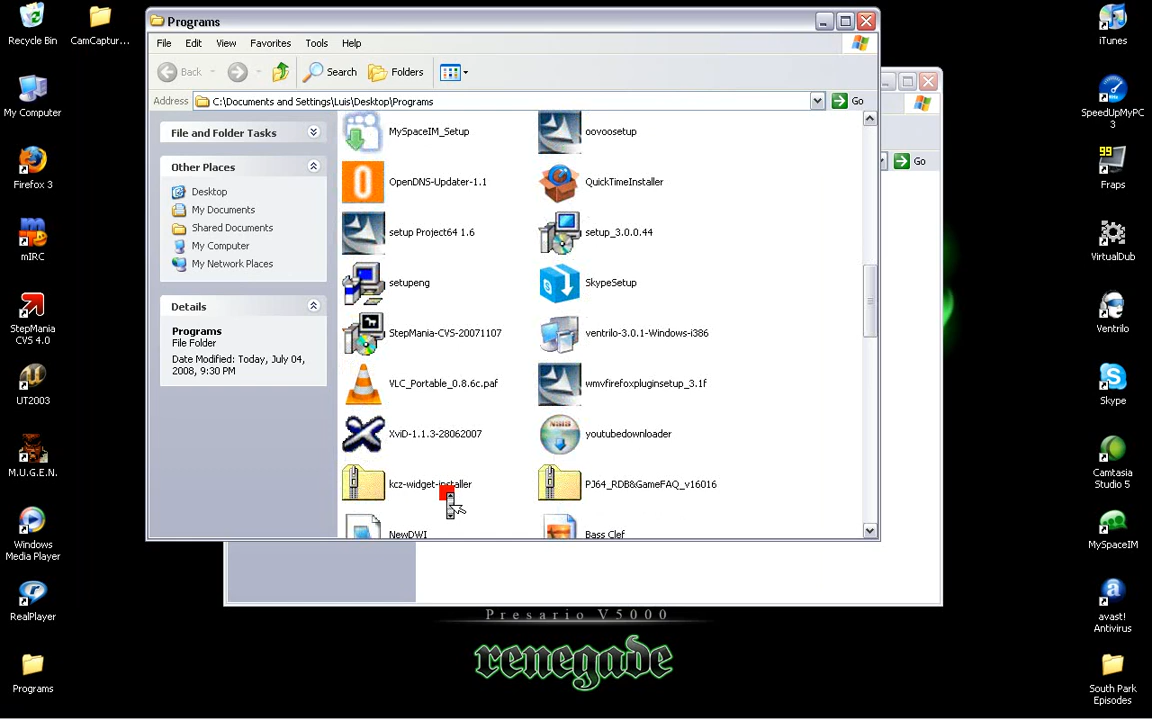 Recycle Bin
CamCaptur...
My Computer
Firefox 3
mIRC
StepMania
CVS 4.0
UT2003
M.U.G.E.N.
Windows
Media Player
RealPlayer
Programs
Programs
File Edit View Favorites Tools Help
Back Search Folders
Address C:\Documents and Settings\Luis\Desktop\Programs Go
File and Folder Tasks
Other Places
Desktop
My Documents
Shared Documents
My Computer
My Network Places
Details
Programs
File Folder
Date Modified: Today, July 04,
2008, 9:30 PM
MySpaceIM_Setup
oovoosetup
OpenDNS-Updater-1.1
QuickTimeInstaller
setup Project64 1.6
setup_3.0.0.44
setupeng
SkypeSetup
StepMania-CVS-20071107
ventrilo-3.0.1-Windows-i386
VLC_Portable_0.8.6c.paf
wmvfirefoxpluginsetup_3.1f
XviD-1.1.3-28062007
youtubedownloader
kcz-widget-installer
PJ64_RDB&GameFAQ_v16016
NewDWI
Bass Clef
Go
Presario V5000
renegade
iTunes
SpeedUpMyPC
3
99
Fraps
VirtualDub
Ventrilo
Skype
Camtasia
Studio 5
MySpaceIM
avast!
Antivirus
South Park
Episodes